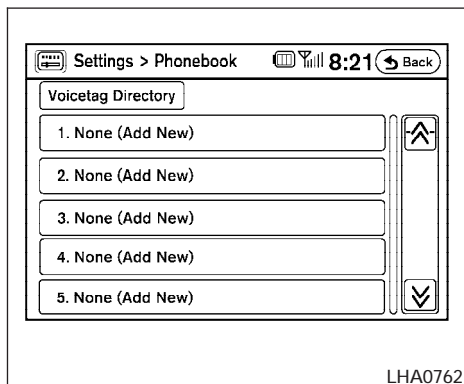 Settings > Phonebook 8:21 Back
Voicetag Directory
1. None (Add New)
2. None (Add New)
3. None (Add New)
4. None (Add New)
5. None (Add New)
LHA0762